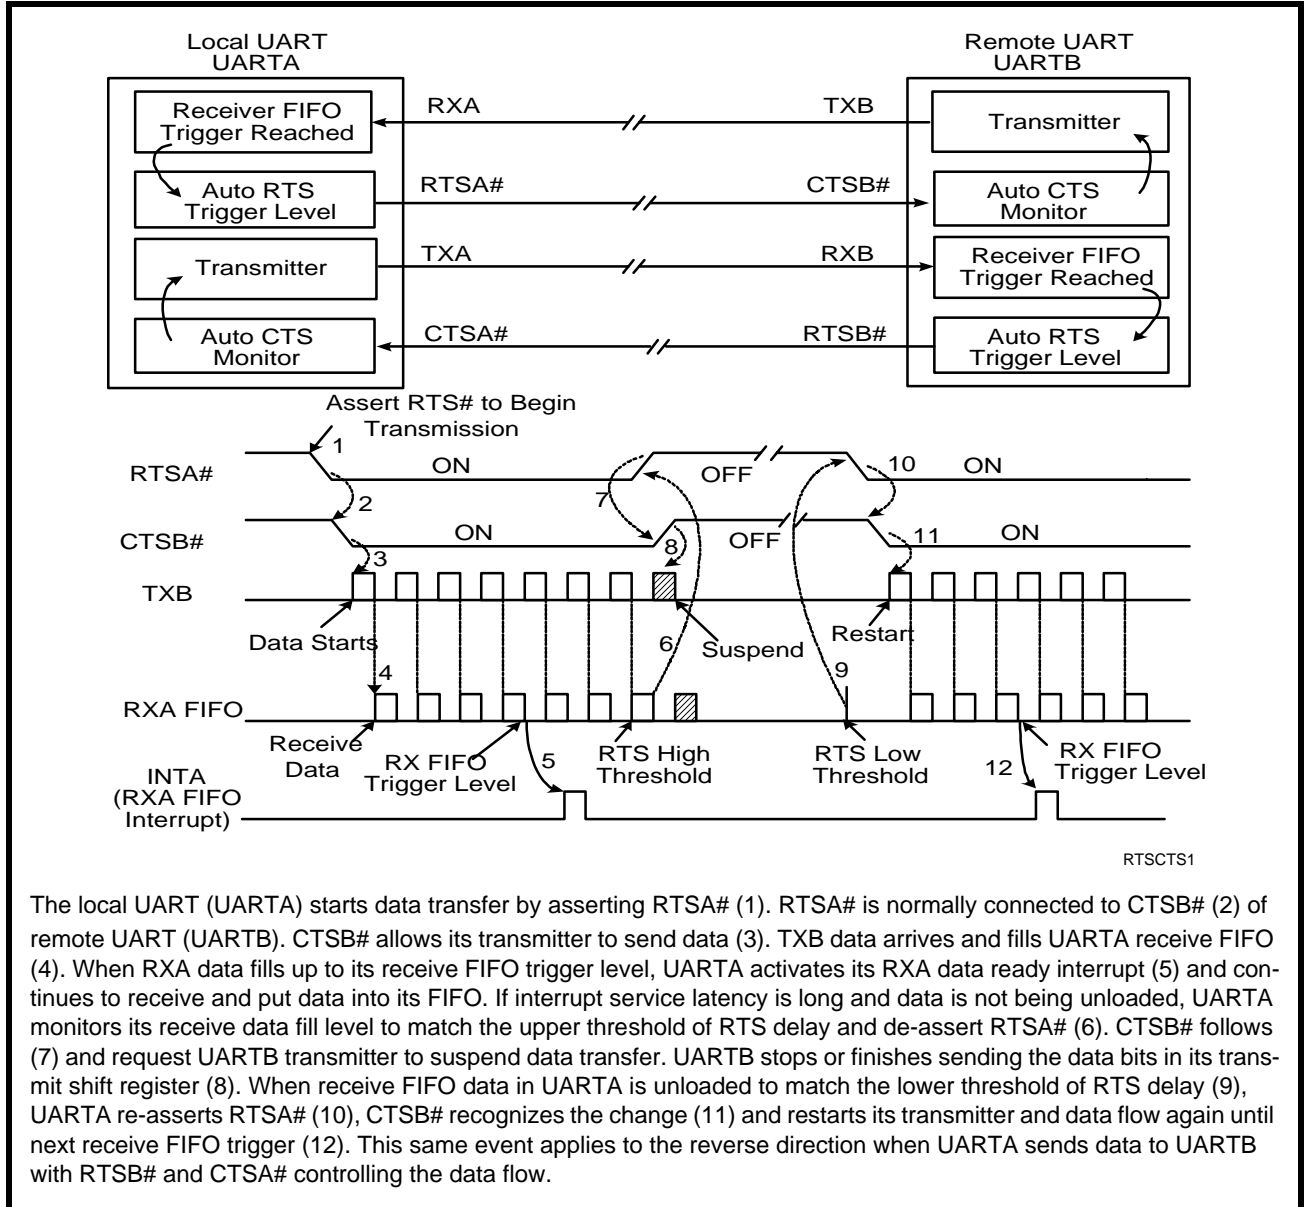 Local UART
UARTA
Remote UART
UARTB
Receiver FIFO
Trigger Reached
RXA
TXB
Transmitter
Auto RTS
Trigger Level
RTSA#
CTSB#
Auto CTS
Monitor
Transmitter
TXA
RXB
Receiver FIFO
Trigger Reached
Auto CTS
Monitor
CTSA#
RTSB#
Auto RTS
Trigger Level
Assert RTS# to Begin
Transmission
1
RTSA#
ON
OFF
10
ON
2
7
CTSB#
ON
8
OFF
11
ON
3
TXB
Data Starts
6
Suspend
Restart
4
9
RXA FIFO
Receive
Data
RX FIFO
Trigger Level
5
RTS High
Threshold
RTS Low
Threshold
12
RX FIFO
Trigger Level
INTA
(RXA FIFO
Interrupt)
RTSCTS1
The local UART (UARTA) starts data transfer by asserting RTSA# (1). RTSA# is normally connected to CTSB# (2) of
remote UART (UARTB). CTSB# allows its transmitter to send data (3). TXB data arrives and fills UARTA receive FIFO
(4). When RXA data fills up to its receive FIFO trigger level, UARTA activates its RXA data ready interrupt (5) and con-
tinues to receive and put data into its FIFO. If interrupt service latency is long and data is not being unloaded, UARTA
monitors its receive data fill level to match the upper threshold of RTS delay and de-assert RTSA# (6). CTSB# follows
(7) and request UARTB transmitter to suspend data transfer. UARTB stops or finishes sending the data bits in its trans-
mit shift register (8). When receive FIFO data in UARTA is unloaded to match the lower threshold of RTS delay (9),
UARTA re-asserts RTSA# (10), CTSB# recognizes the change (11) and restarts its transmitter and data flow again until
next receive FIFO trigger (12). This same event applies to the reverse direction when UARTA sends data to UARTB
with RTSB# and CTSA# controlling the data flow.